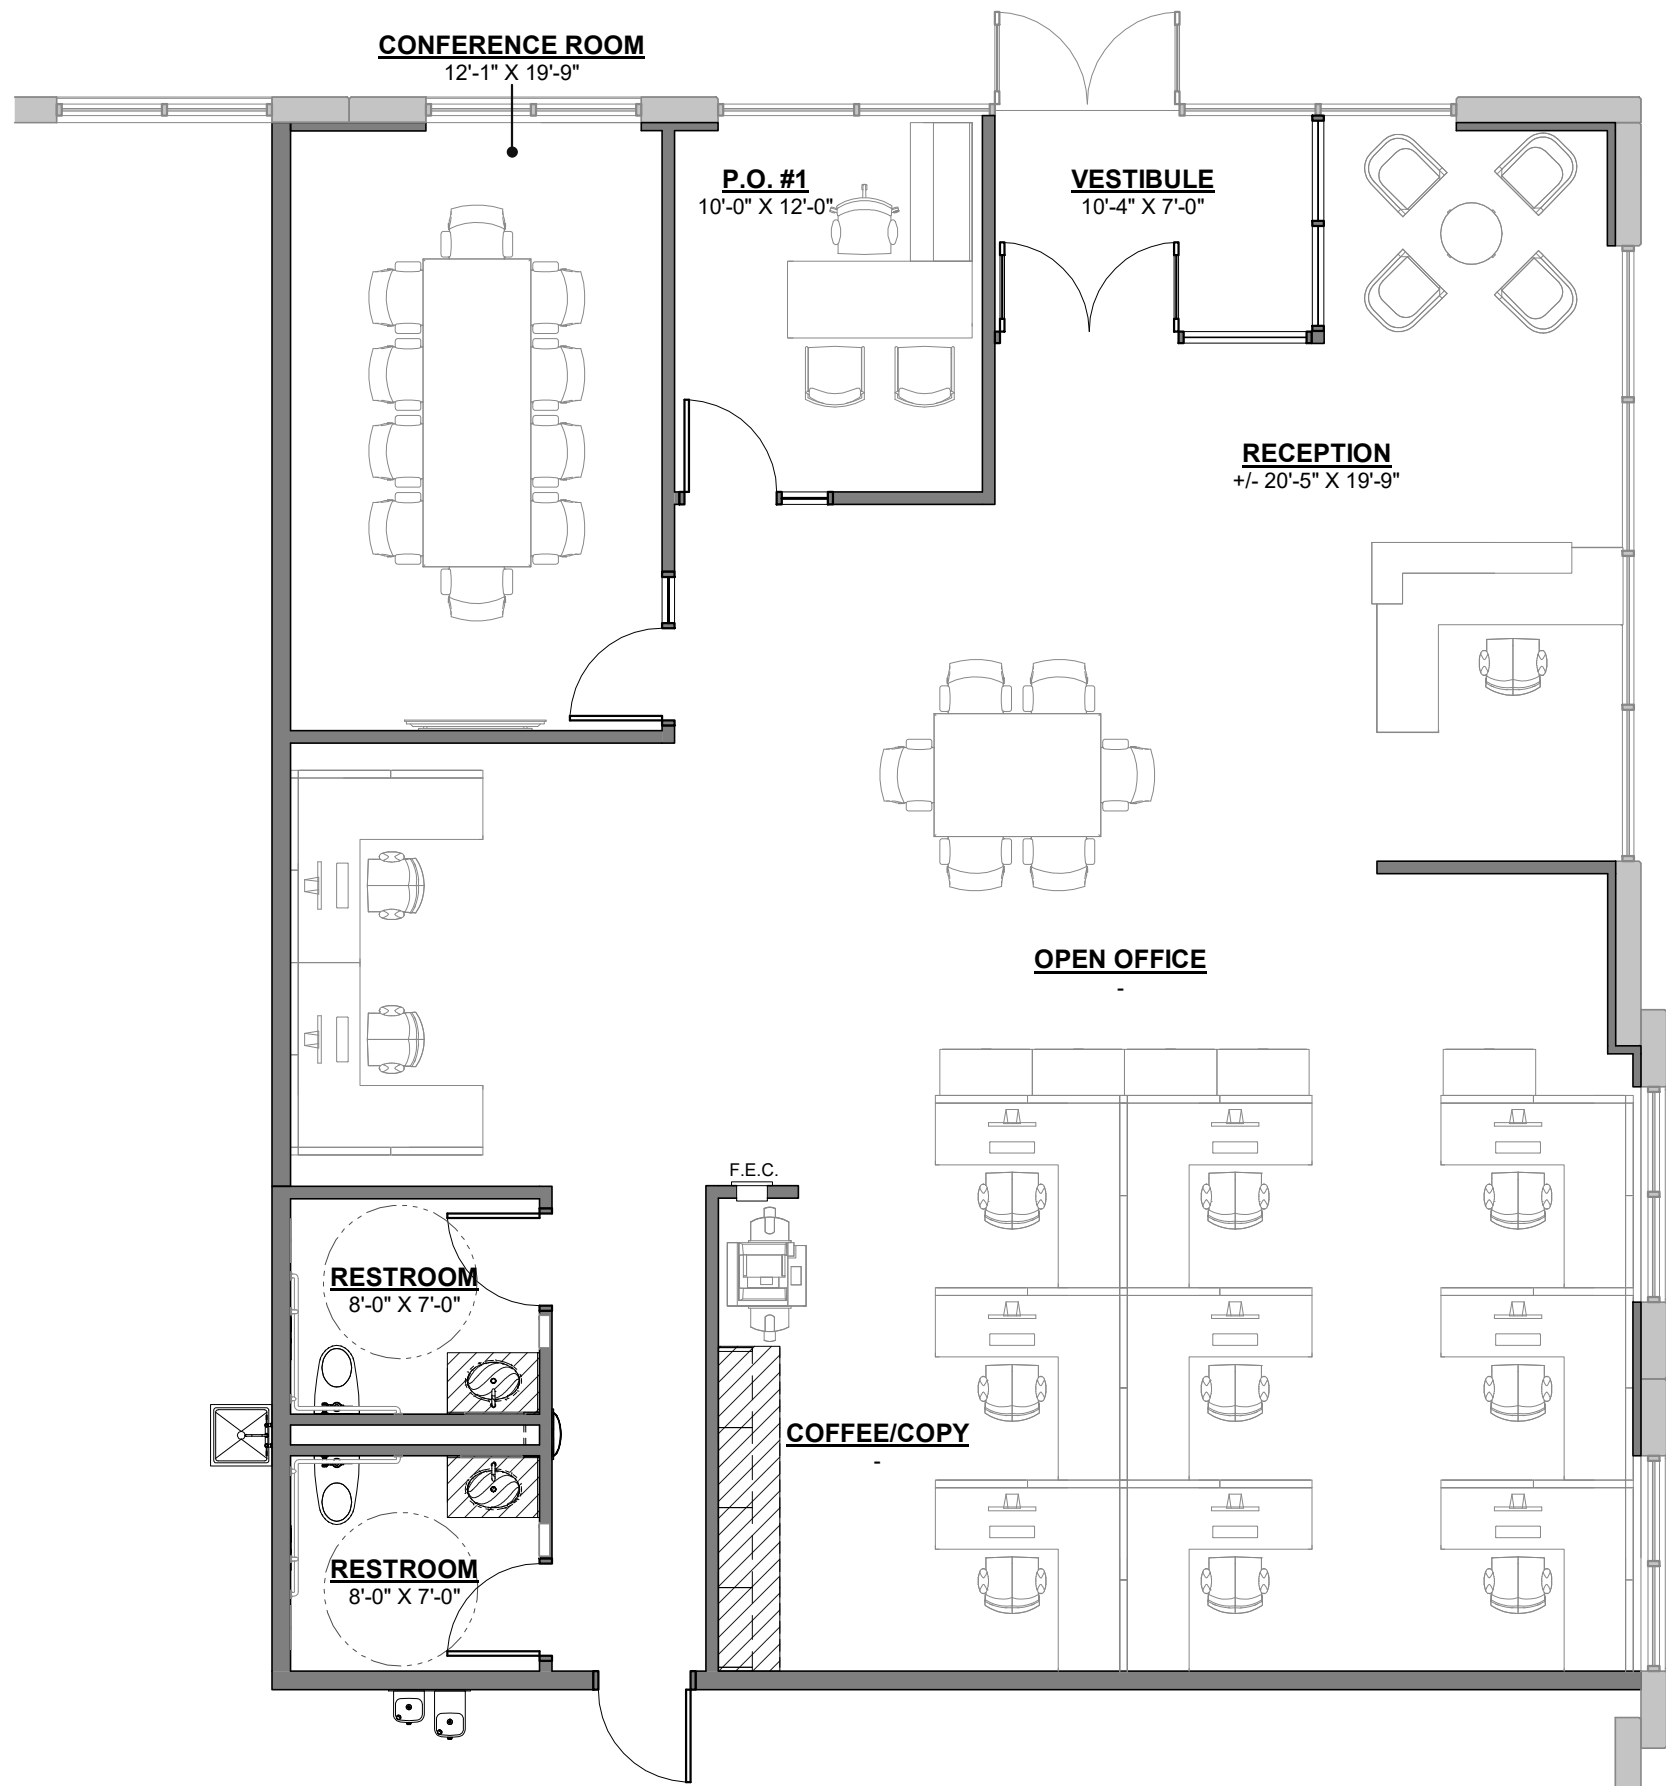 CONFERENCE ROOM
12'-1" X 19'-9"
P.O. #1
10'-0" X 12'-0"
VESTIBULE
10'-4" X 7'-0"
RECEPTION
+/- 20'-5" X 19'-9"
OPEN OFFICE
-
F.E.C.
RESTROOM
8'-0" X 7'-0"
COFFEE/COPY
-
RESTROOM
8'-0" X 7'-0"